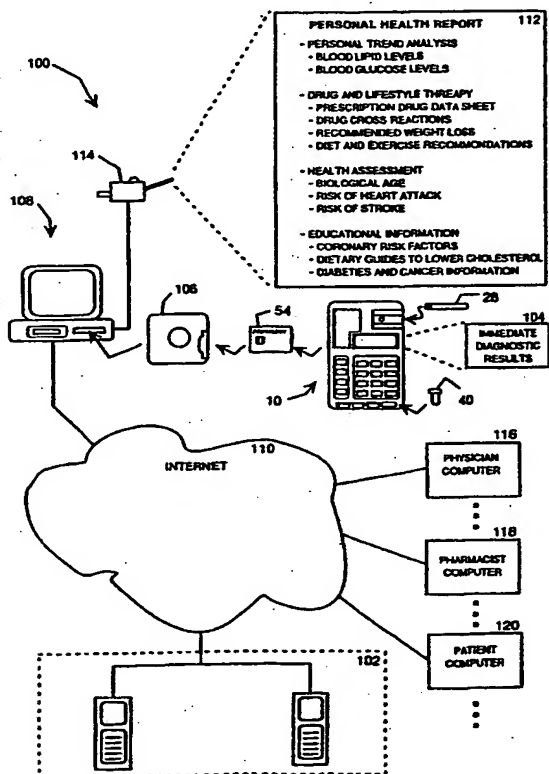 PERSONAL HEALTH REPORT 112
- PERSONAL TREND ANALYSIS
- BLOOD LIPID LEVELS
- BLOOD GLUCOSE LEVELS
- DRUG AND LIFESTYLE THREAPY
- PRESCRIPTION DRUG DATA SHEET
- DRUG CROSS REACTIONS
- RECOMMENDED WEIGHT LOSS
- DIET AND EXERCISE RECOMMONDATIONS
- HEALTH ASSESSMENT
- BIOLOGICAL AGE
- RISK OF HEART ATTACK
- RISK OF STROKE
- EDUCATIONAL INFORMATION
- CORONARY RISK FACTORS
- DIETARY GUIDES TO LOWER CHOLESTEROL
- DIABETIES AND CANCER INFORMATION
100
114
108
106
54
28
104
IMMEDIATE
DIAGNOSTIC
RESULTS
10
40
110
INTERNET
116
PHYSICIAN
COMPUTER
118
PHARMACIST
COMPUTER
120
PATIENT
COMPUTER
102